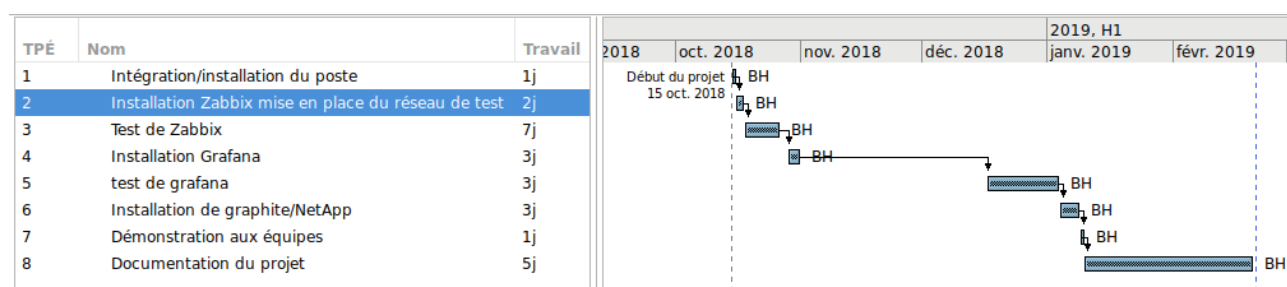 2019, H1
TPÉ Nom Travail 2018 oct. 2018 nov. 2018 déc. 2018 janv. 2019 févr. 2019
1 Intégration/installation du poste 1j Début du projet BH
15 oct. 2018
2 Installation Zabbix mise en place du réseau de test 2j BH
3 Test de Zabbix 7j BH
4 Installation Grafana 3j BH
5 test de grafana 3j BH
6 Installation de graphite/NetApp 3j BH
7 Démonstration aux équipes 1j BH
8 Documentation du projet 5j BH